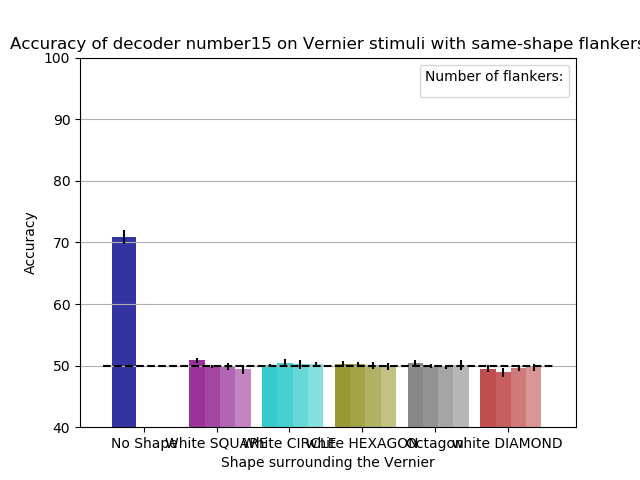 Accuracy of decoder number15 on Vernier stimuli with same-shape flankers
Number of flankers:
100
90
80
70
60
50
40
Accuracy
No Shape
White SQUARE
White CIRCLE
white HEXAGON
Octagon
white DIAMOND
Shape surrounding the Vernier